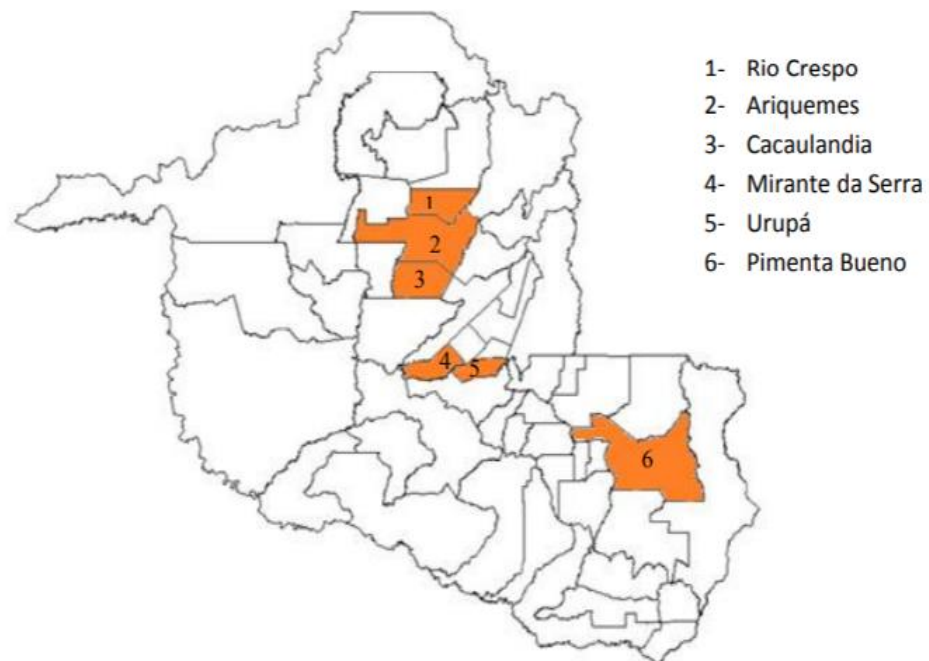 1- Rio Crespo
2- Ariquemes
3- Cacaulandia
4- Mirante da Serra
5- Urupá
6- Pimenta Bueno
1
2
3
4
5
6